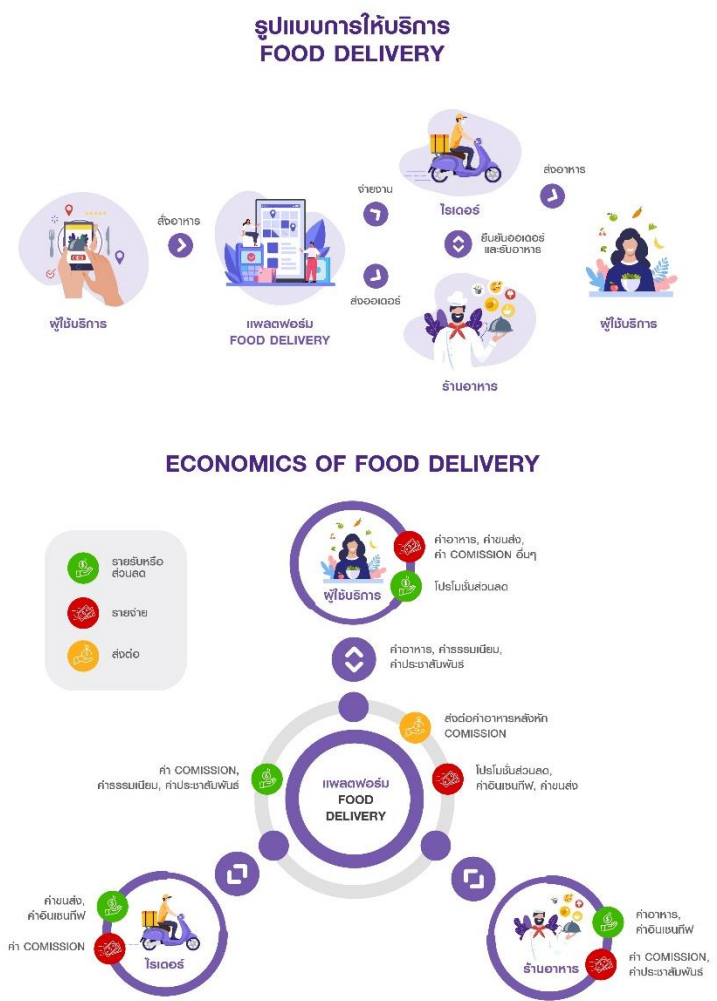 รูปแบบการให้บริการ
FOOD DELIVERY
สั่งอาหาร
จ่ายงาน
ส่งออเดอร์
ไรเดอร์
ส่งอาหาร
ยืนยันออเดอร์
และรับอาหาร
ผู้ใช้บริการ
แพลตฟอร์ม
FOOD DELIVERY
ร้านอาหาร
ผู้ใช้บริการ
ECONOMICS OF FOOD DELIVERY
รายรับหรือ
ส่วนลด
รายจ่าย
ส่งต่อ
ผู้ใช้บริการ
ค่าอาหาร, ค่าขนส่ง,
ค่า COMISSION อื่นๆ
โปรโมชั่นส่วนลด
ค่าอาหาร, ค่าธรรมเนียม,
ค่าประชาสัมพันธ์
ส่งต่อค่าอาหารหลังหัก
COMISSION
ค่า COMISSION,
ค่าธรรมเนียม, ค่าประชาสัมพันธ์
แพลตฟอร์ม
FOOD
DELIVERY
โปรโมชั่นส่วนลด,
ค่าอินเซนทีฟ, ค่าขนส่ง
ค่าขนส่ง,
ค่าอินเซนทีฟ
ค่า COMISSION
ไรเดอร์
ร้านอาหาร
ค่าอาหาร,
ค่าอินเซนทีฟ
ค่า COMISSION,
ค่าประชาสัมพันธ์